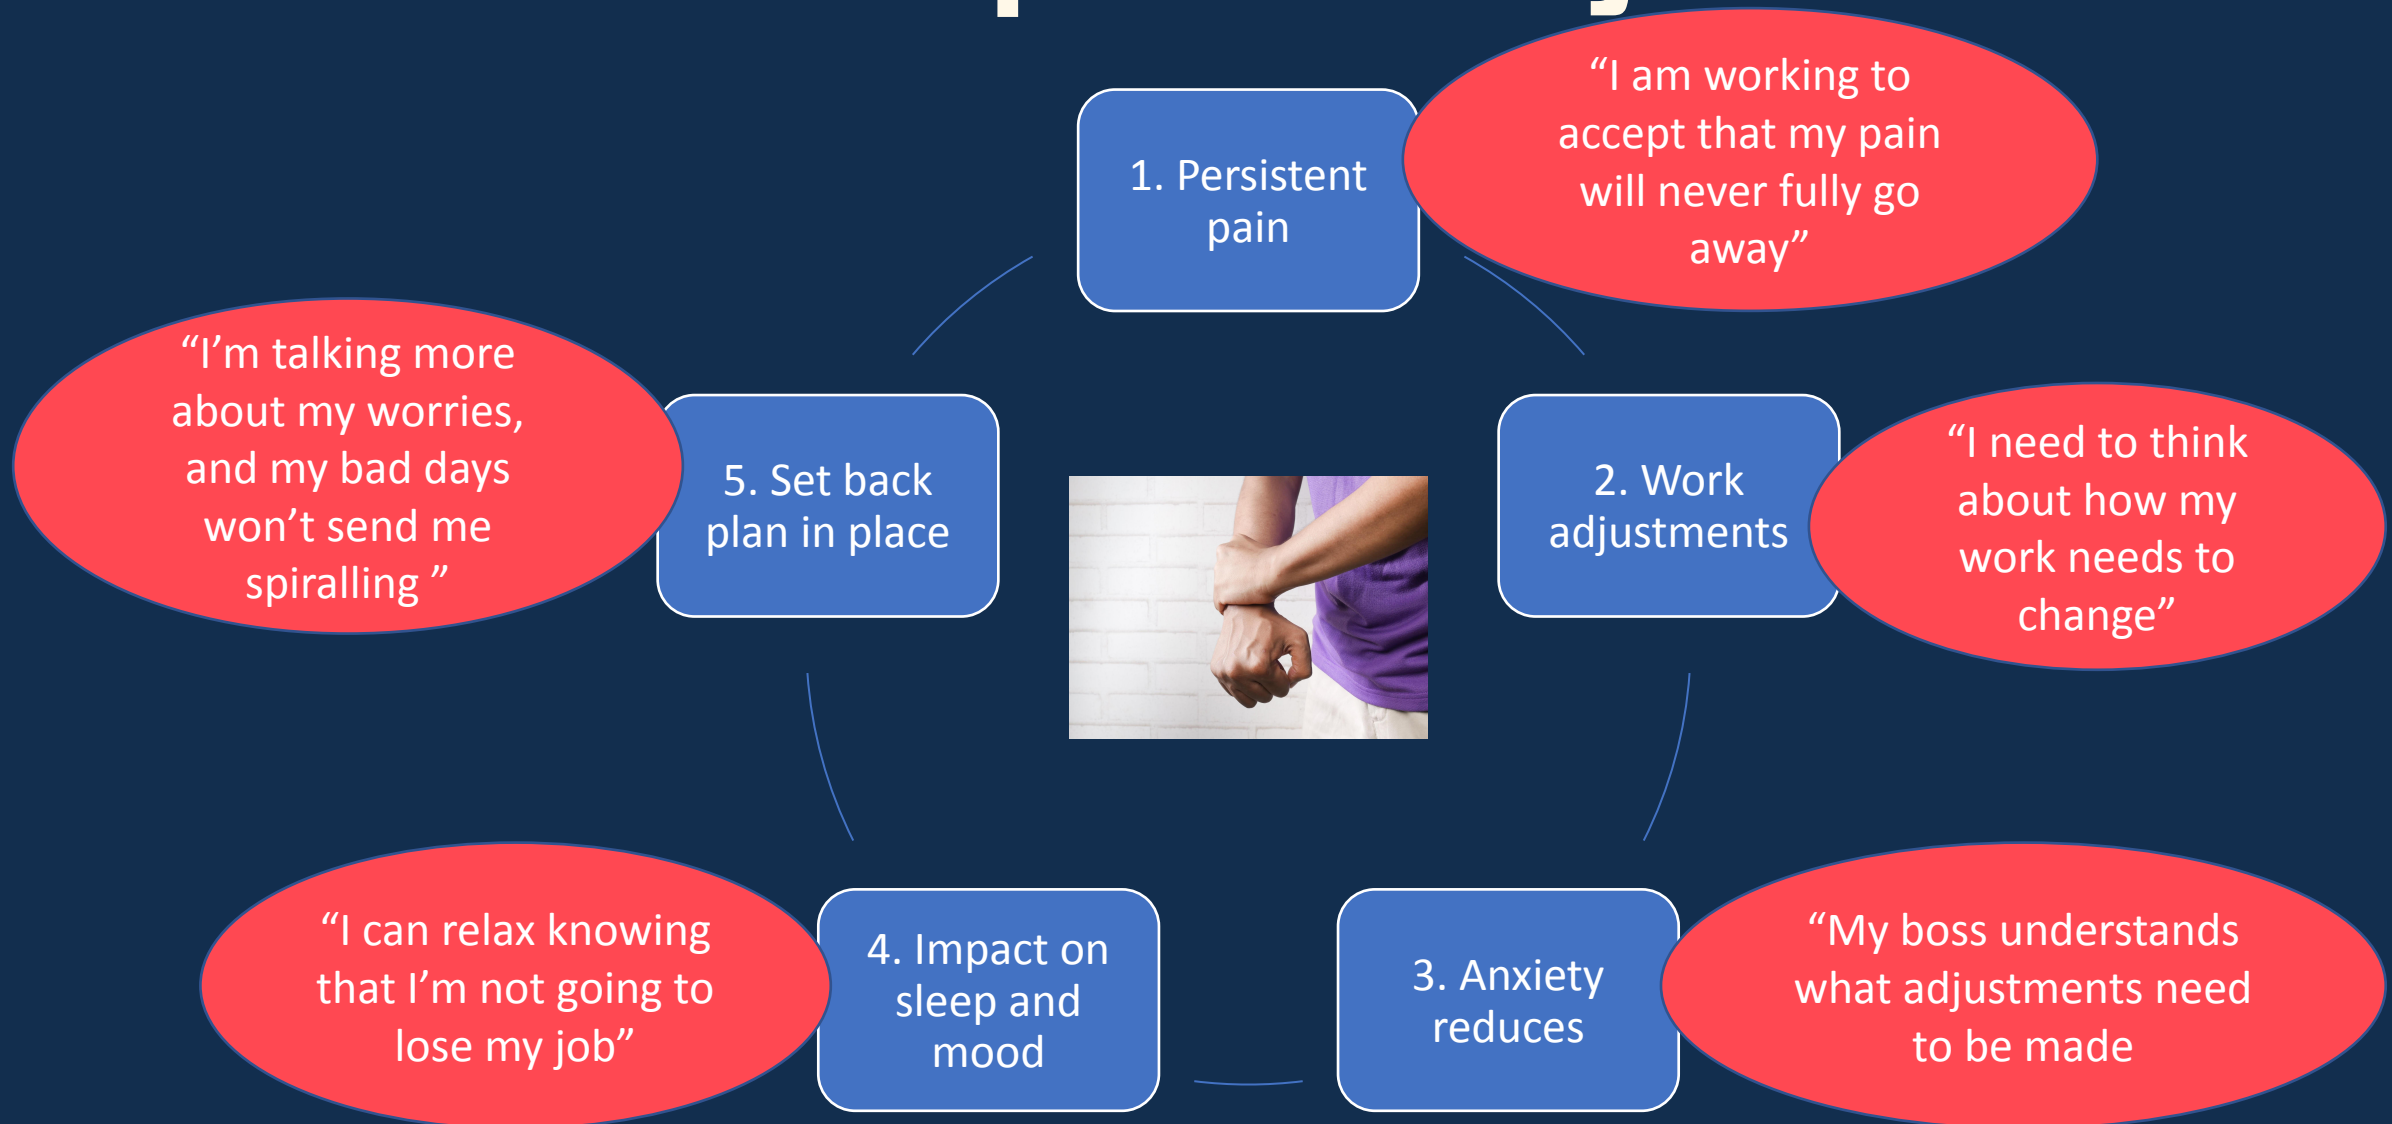 1. Persistent
pain
“I am working to
accept that my pain
will never fully go
away”
2. Work
adjustments
“I need to think
about how my
work needs to
change”
3. Anxiety
reduces
“My boss understands
what adjustments need
to be made
4. Impact on
sleep and
mood
“I can relax knowing
that I’m not going to
lose my job”
5. Set back
plan in place
“I’m talking more
about my worries,
and my bad days
won’t send me
spiralling ”